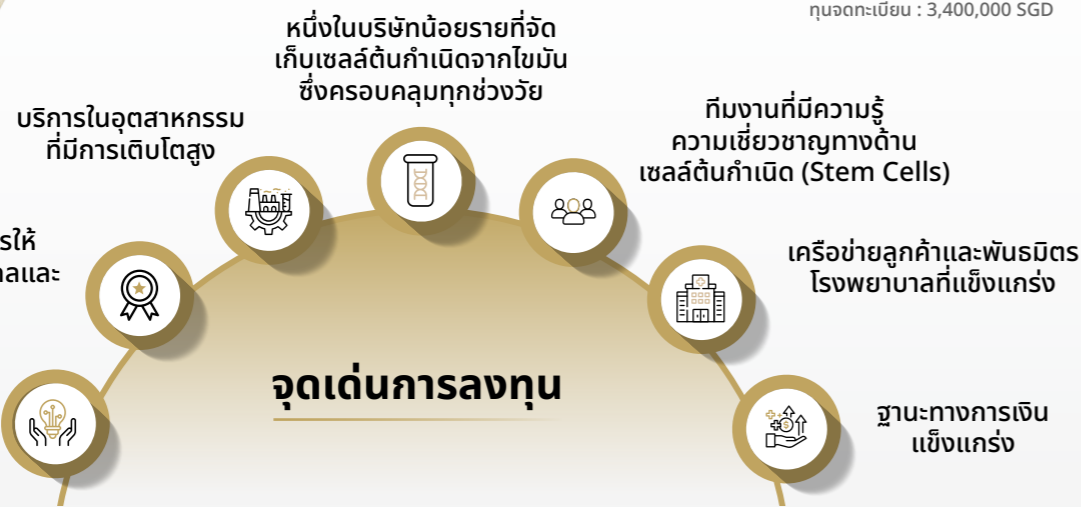 ทุนจดทะเบียน : 3,400,000 SGD
หนึ่งในบริษัทน้อยรายที่จัด
เก็บเซลล์ต้นกำเนิดจากไขมัน
ซึ่งครอบคลุมทุกช่วงวัย
บริการในอุตสาหกรรม
ที่มีการเติบโตสูง
ทีมงานที่มีความรู้
ความเชี่ยวชาญทางด้าน
เซลล์ต้นกำเนิด (Stem Cells)
รให้
ลและ
เครือข่ายลูกค้าและพันธมิตร
โรงพยาบาลที่แข็งแกร่ง
จุดเด่นการลงทุน
ฐานะทางการเงิน
แข็งแกร่ง